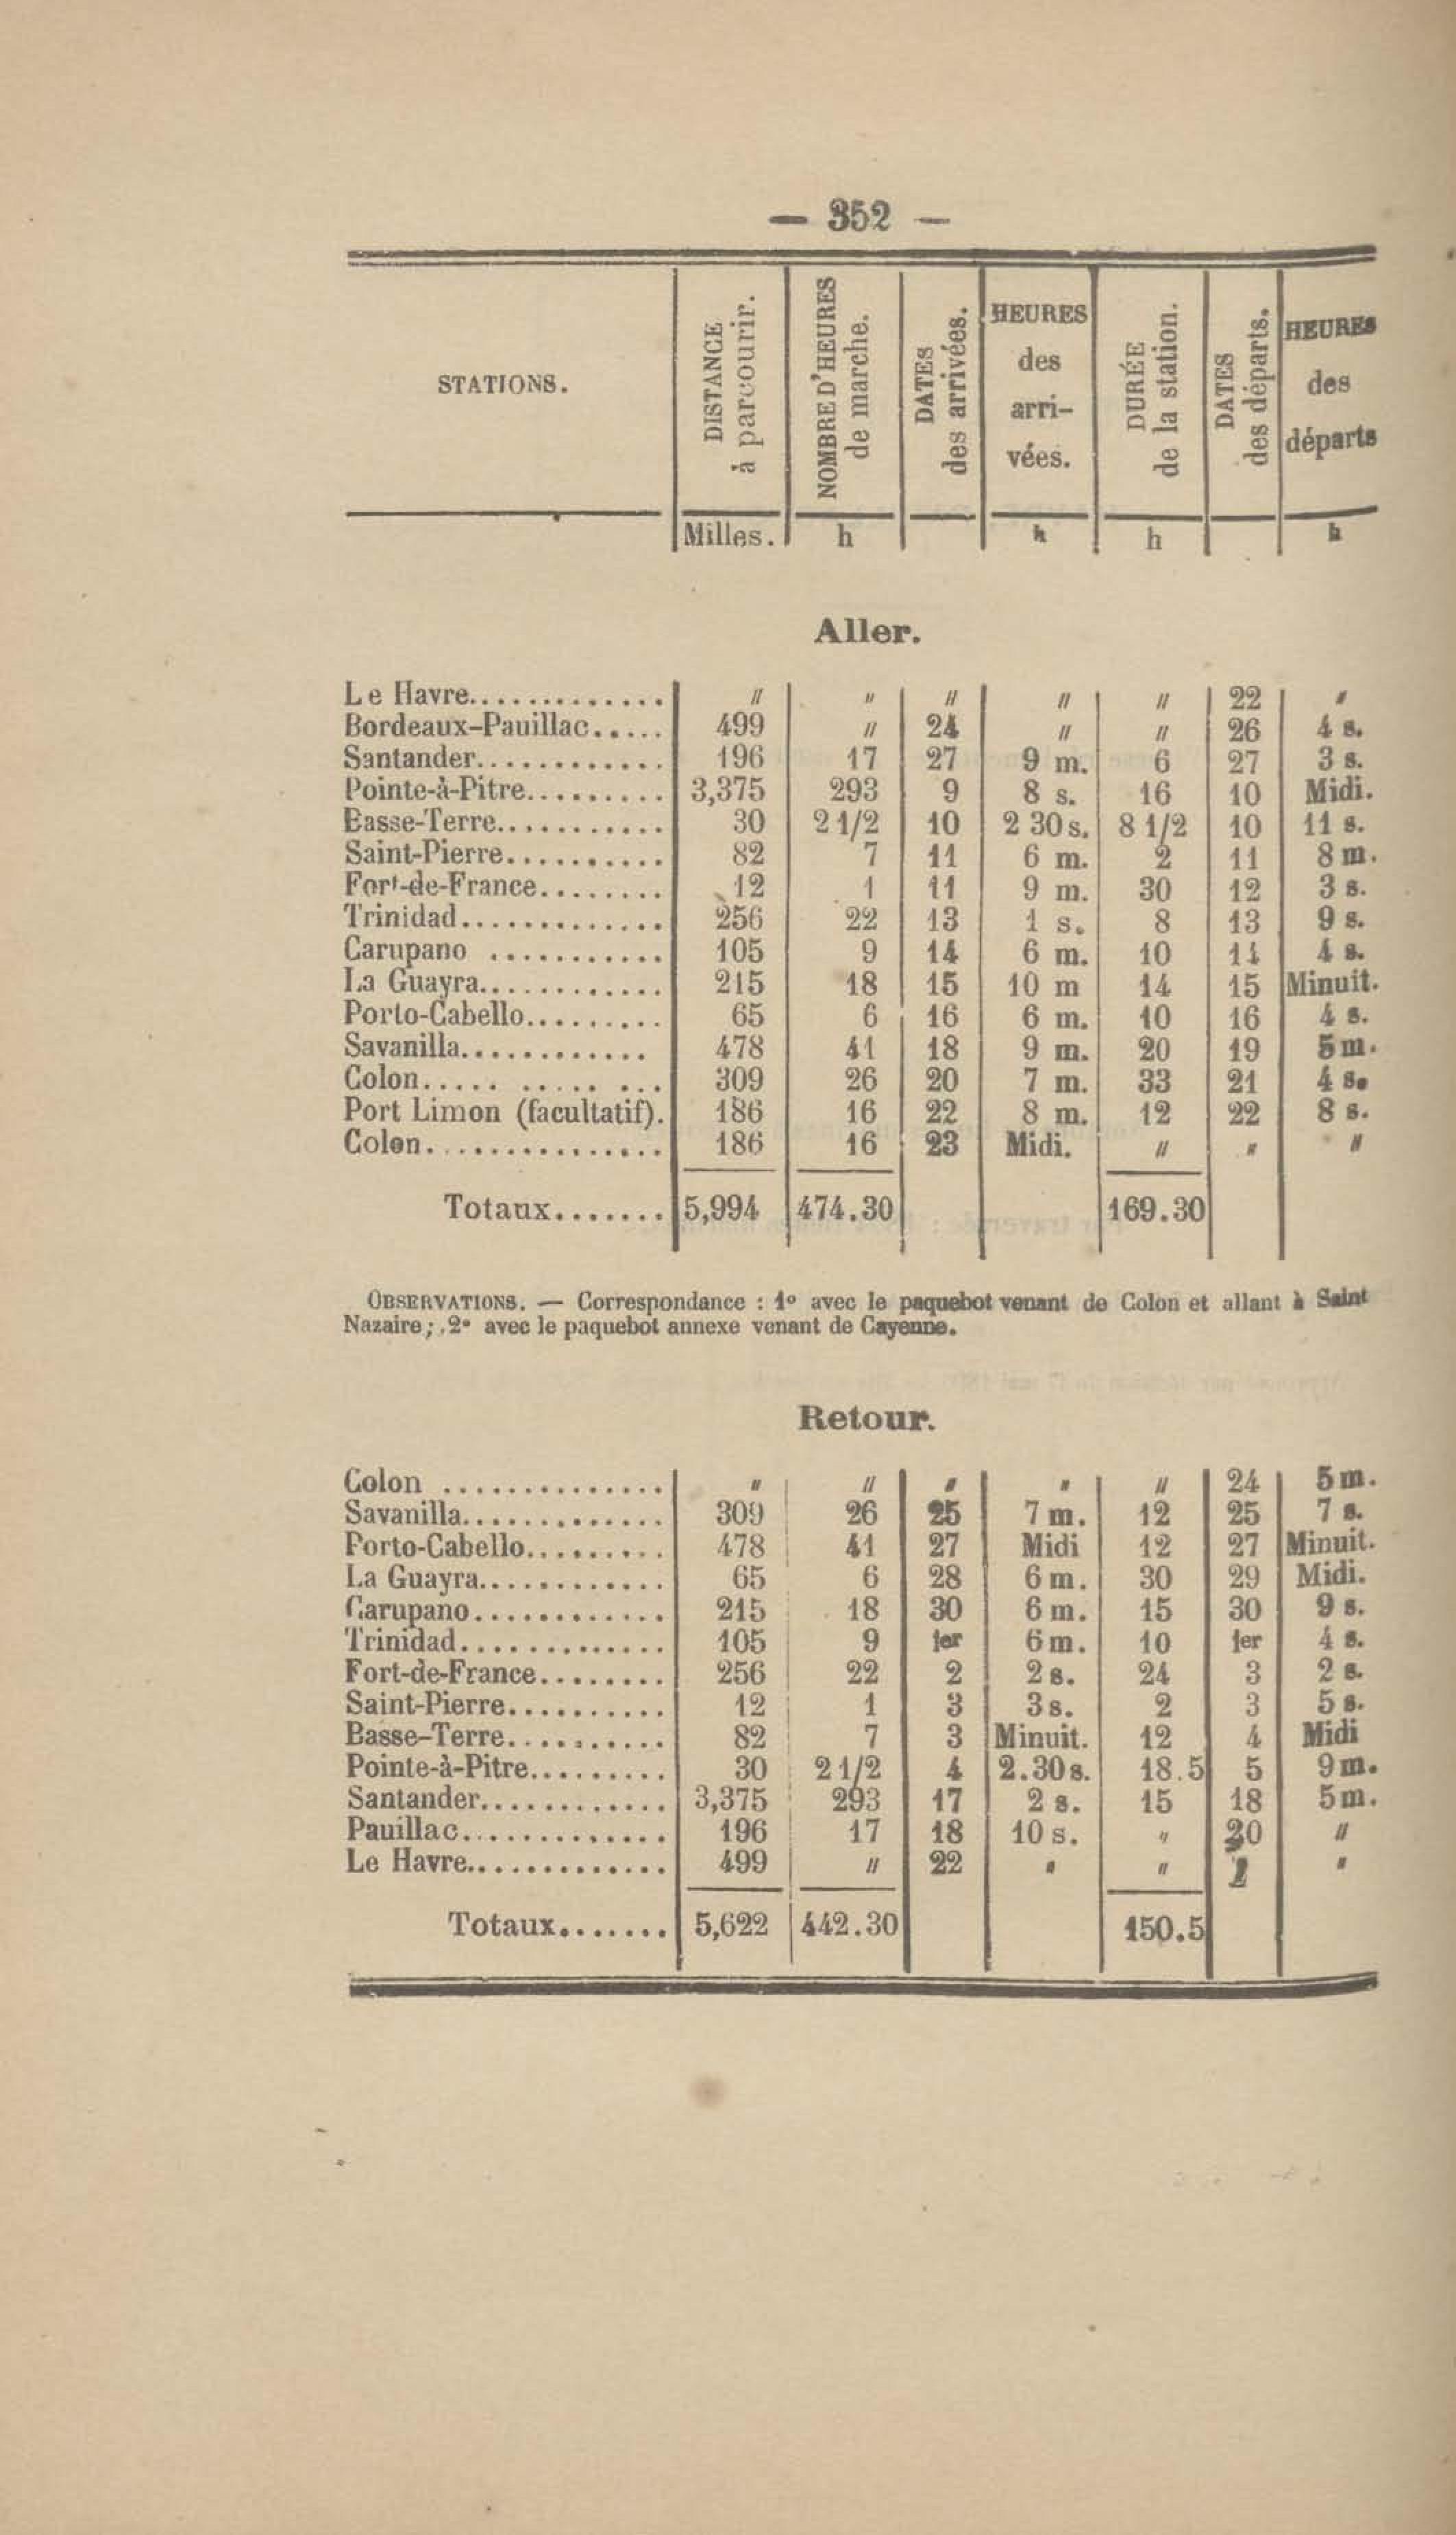 — 352 —
STATIONS. DISTANCE à parcourir. NOMBRE D'HEURES de marche. DATES des arrivées. HEURES des arri-vées. DURÉE de la station. DATES des départs. HEURES des départs
Milles. h h h h
Aller.
Le Havre............. " " " " " 22 "
Bordeaux-Pauillac...... 499 " 24 " " 26 4 s.
Santander............. 196 17 27 9 m. 6 27 3 s.
Pointe-à-Pitre.......... 3,375 293 9 8 s. 16 10 Midi.
Basse-Terre............ 30 2 1/2 10 2 30 s. 8 1/2 10 11 s.
Saint-Pierre........... 82 7 11 6 m. 2 11 8 m.
Fort-de-France......... 12 1 11 9 m. 30 12 3 s.
Trinidad.............. 256 22 13 1 s. 8 13 9 s.
Carupano ............ 105 9 14 6 m. 10 14 4 s.
La Guayra............. 215 18 15 10 m 14 15 Minuit.
Porto-Cabello.......... 65 6 16 6 m. 10 16 4 s.
Savanilla............. 478 41 18 9 m. 20 19 5 m.
Colon..... ..... ... 309 26 20 7 m. 33 21 4 s.
Port Limon (facultatif). 186 16 22 8 m. 12 22 8 s.
Colon................ 186 16 23 Midi. " " "
Totaux....... 5,994 474.30 169.30
OBSERVATIONS. — Correspondance : 1º avec le paquebot venant de Colon et allant à Saint
Nazaire ; 2º avec le paquebot annexe venant de Cayenne.
Retour.
Colon ............... " " " " " 24 5 m.
Savanilla.............. 309 26 25 7 m. 12 25 7 s.
Porto-Cabello.......... 478 41 27 Midi 12 27 Minuit.
La Guayra............. 65 6 28 6 m. 30 29 Midi.
Carupano............. 215 18 30 6 m. 15 30 9 s.
Trinidad.............. 105 9 1er 6 m. 10 1er 4 s.
Fort-de-France......... 256 22 2 2 s. 24 3 2 s.
Saint-Pierre........... 12 1 3 3 s. 2 3 5 s.
Basse-Terre........... 82 7 3 Minuit. 12 4 Midi
Pointe-à-Pitre.......... 30 2 1/2 4 2.30 s. 18.5 5 9 m.
Santander............. 3,375 293 17 2 s. 15 18 5 m.
Pauillac.............. 196 17 18 10 s. " 20 "
Le Havre.............. 499 " 22 " " "
Totaux....... 5,622 442.30 150.5